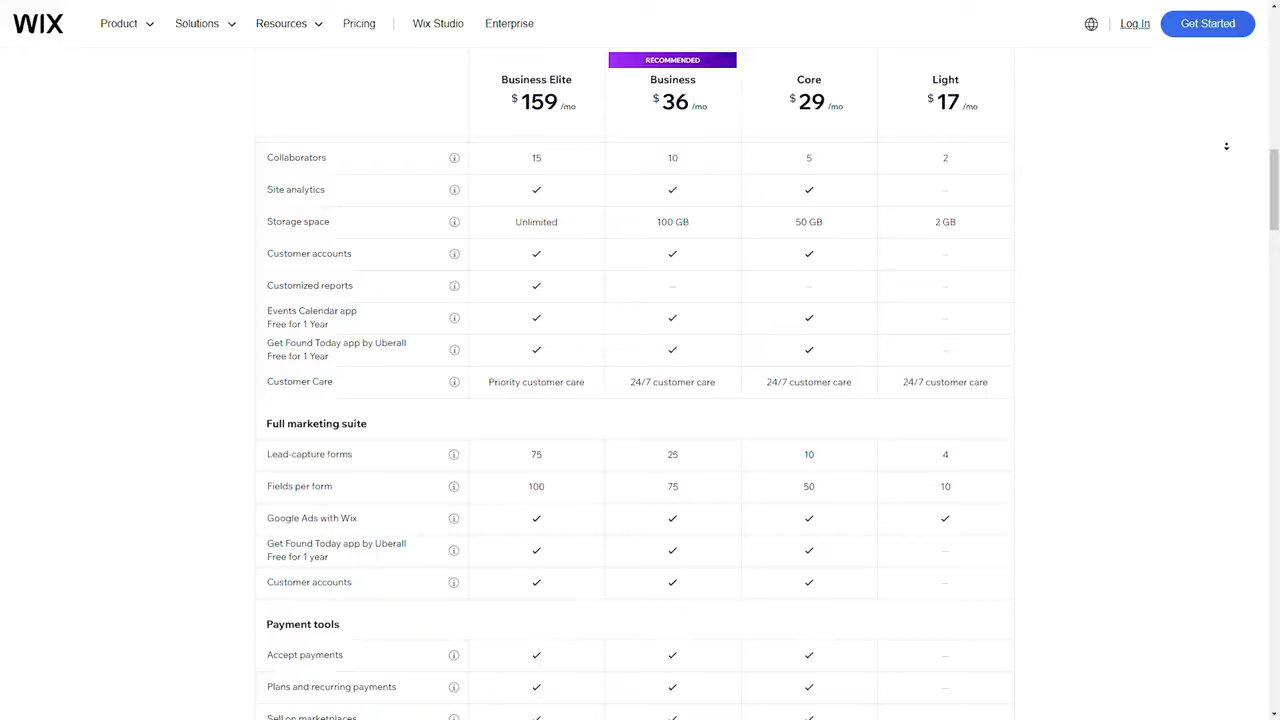 WIX Product Solutions Resources Pricing Wix Studio Enterprise Log In Get Started
RECOMMENDED
Business Elite Business Core Light
$ 159 /mo $ 36 /mo $ 29 /mo $ 17 /mo
Collaborators 15 10 5 2
Site analytics
Storage space Unlimited 100 GB 50 GB 2 GB
Customer accounts
Customized reports
Events Calendar app
Free for 1 Year
Get Found Today app by Uberall
Free for 1 Year
Customer Care Priority customer care 24/7 customer care 24/7 customer care 24/7 customer care
Full marketing suite
Lead-capture forms 75 25 10 4
Fields per form 100 75 50 10
Google Ads with Wix
Get Found Today app by Uberall
Free for 1 year
Customer accounts
Payment tools
Accept payments
Plans and recurring payments
Sell on marketplaces